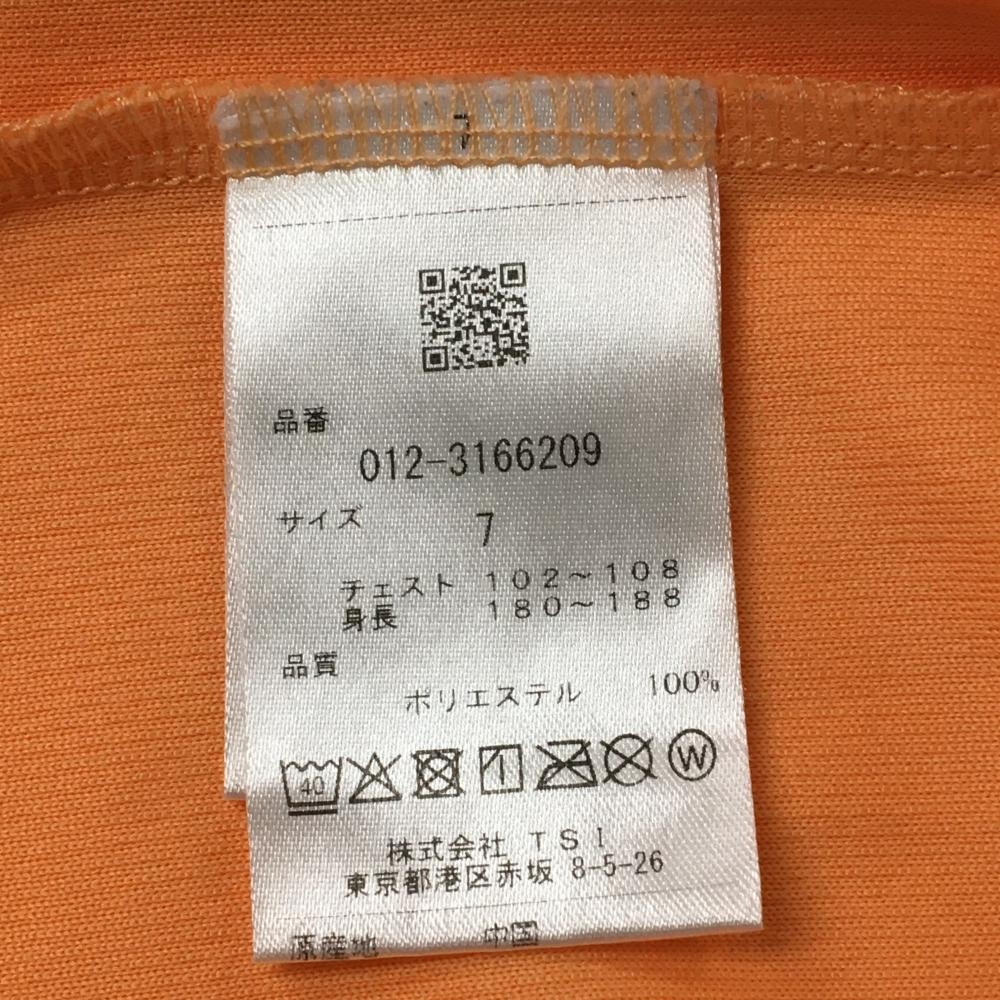 7
品番
012-3166209
サイズ 7
チェスト 102~108
身長 180~188
品質
ポリエステル 100%
40 W
株式会社 TSI
東京都港区赤坂 8-5-26
原産地 中国